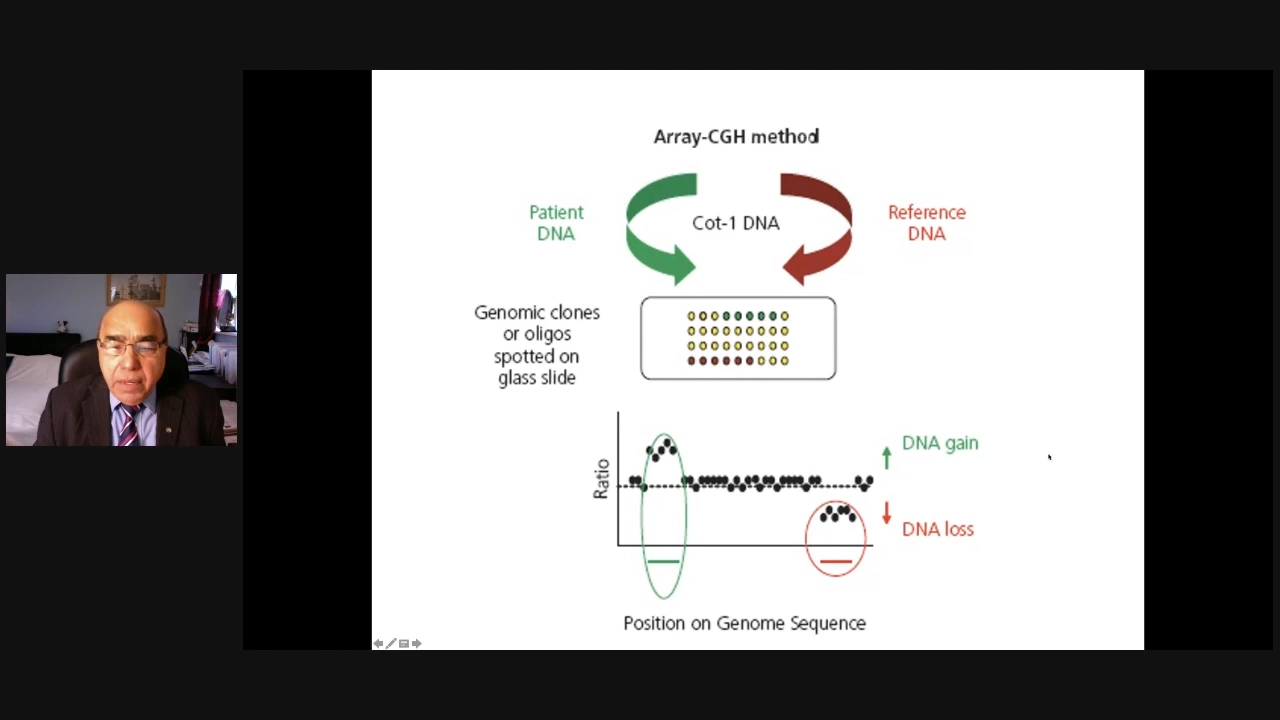 Array-CGH method
Patient
DNA
Cot-1 DNA
Reference
DNA
Genomic clones
or oligos
spotted on
glass slide
Ratio
DNA gain
DNA loss
Position on Genome Sequence